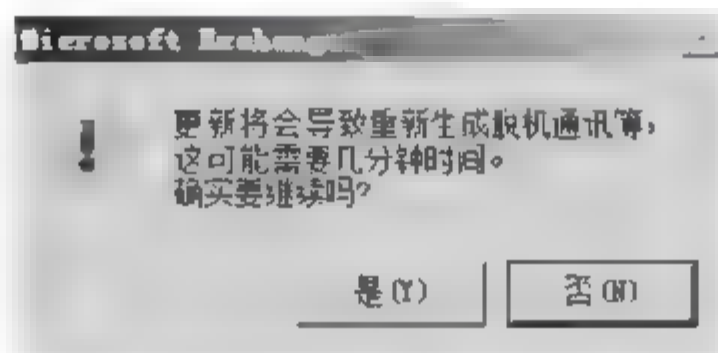 Microsoft Exchange
更新将会导致重新生成脱机通讯簿，
这可能需要几分钟时间。
确实要继续吗?
是(Y)
否(N)